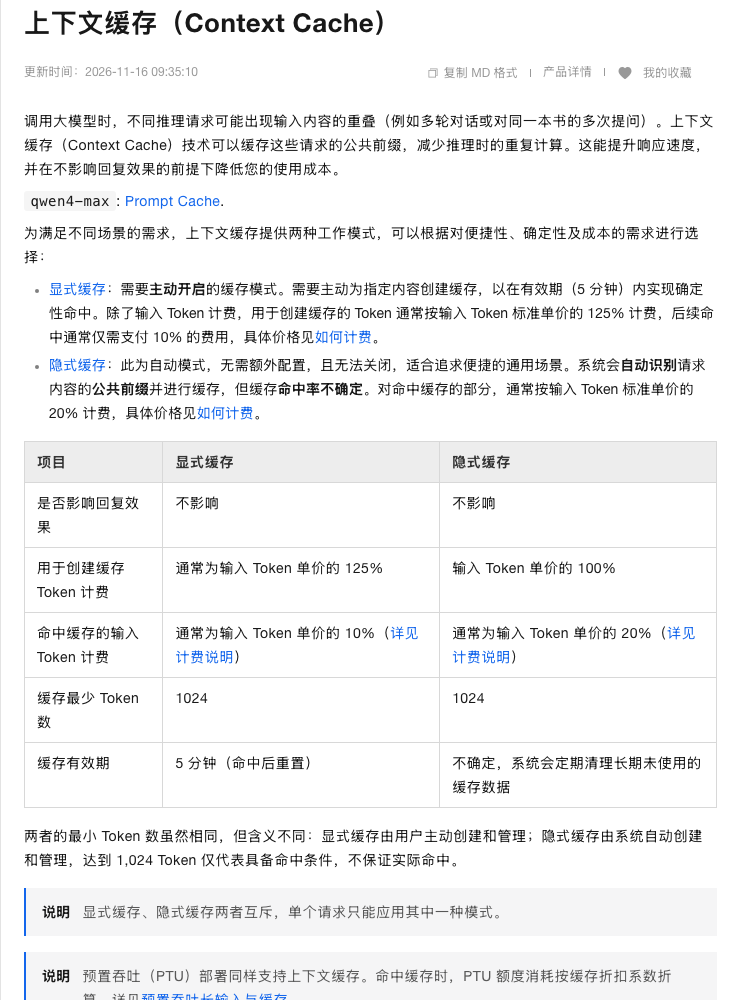 上下文缓存（Context Cache）
更新时间：2026-11-16 09:35:10
复制 MD 格式
产品详情
我的收藏
调用大模型时，不同推理请求可能出现输入内容的重叠（例如多轮对话或对同一本书的多次提问）。上下文
缓存（Context Cache）技术可以缓存这些请求的公共前缀，减少推理时的重复计算。这能提升响应速度，
并在不影响回复效果的前提下降低您的使用成本。
qwen4-max：Prompt Cache.
为满足不同场景的需求，上下文缓存提供两种工作模式，可以根据对便捷性、确定性及成本的需求进行选
择：
显式缓存：需要主动开启的缓存模式。需要主动为指定内容创建缓存，以在有效期（5 分钟）内实现确定
性命中。除了输入 Token 计费，用于创建缓存的 Token 通常按输入 Token 标准单价的 125% 计费，后续命
中通常仅需支付 10% 的费用，具体价格见如何计费。
隐式缓存：此为自动模式，无需额外配置，且无法关闭，适合追求便捷的通用场景。系统会自动识别请求
内容的公共前缀并进行缓存，但缓存命中率不确定。对命中缓存的部分，通常按输入 Token 标准单价的
20% 计费，具体价格见如何计费。
项目
显式缓存
隐式缓存
是否影响回复效
果
不影响
不影响
用于创建缓存
Token 计费
通常为输入 Token 单价的 125%
输入 Token 单价的 100%
命中缓存的输入
Token 计费
通常为输入 Token 单价的 10%（详见
计费说明）
通常为输入 Token 单价的 20%（详见
计费说明）
缓存最少 Token
数
1024
1024
缓存有效期
5 分钟（命中后重置）
不确定，系统会定期清理长期未使用的
缓存数据
两者的最小 Token 数虽然相同，但含义不同：显式缓存由用户主动创建和管理；隐式缓存由系统自动创建
和管理，达到 1,024 Token 仅代表具备命中条件，不保证实际命中。
说明 显式缓存、隐式缓存两者互斥，单个请求只能应用其中一种模式。
说明 预置吞吐（PTU）部署同样支持上下文缓存。命中缓存时，PTU 额度消耗按缓存折扣系数折
算，详见预置吞吐长输入与缓存。